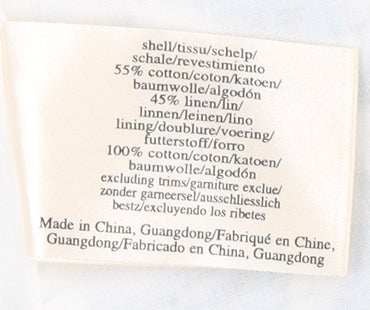 shell/tissu/schelp/
schale/revestimiento
55% cotton/coton/katoen/
baumwolle/algodón
45% linen/lin/
linnen/leinen/lino
lining/doublure/voering/
futterstoff/forro
100% cotton/coton/katoen/
baumwolle/algodón
excluding trims/garniture exclue/
zonder garneersel/ausschliesslich
bestz/excluyendo los ribetes
Made in China, Guangdong/Fabriqué en Chine,
Guangdong/Fabricado en China, Guangdong